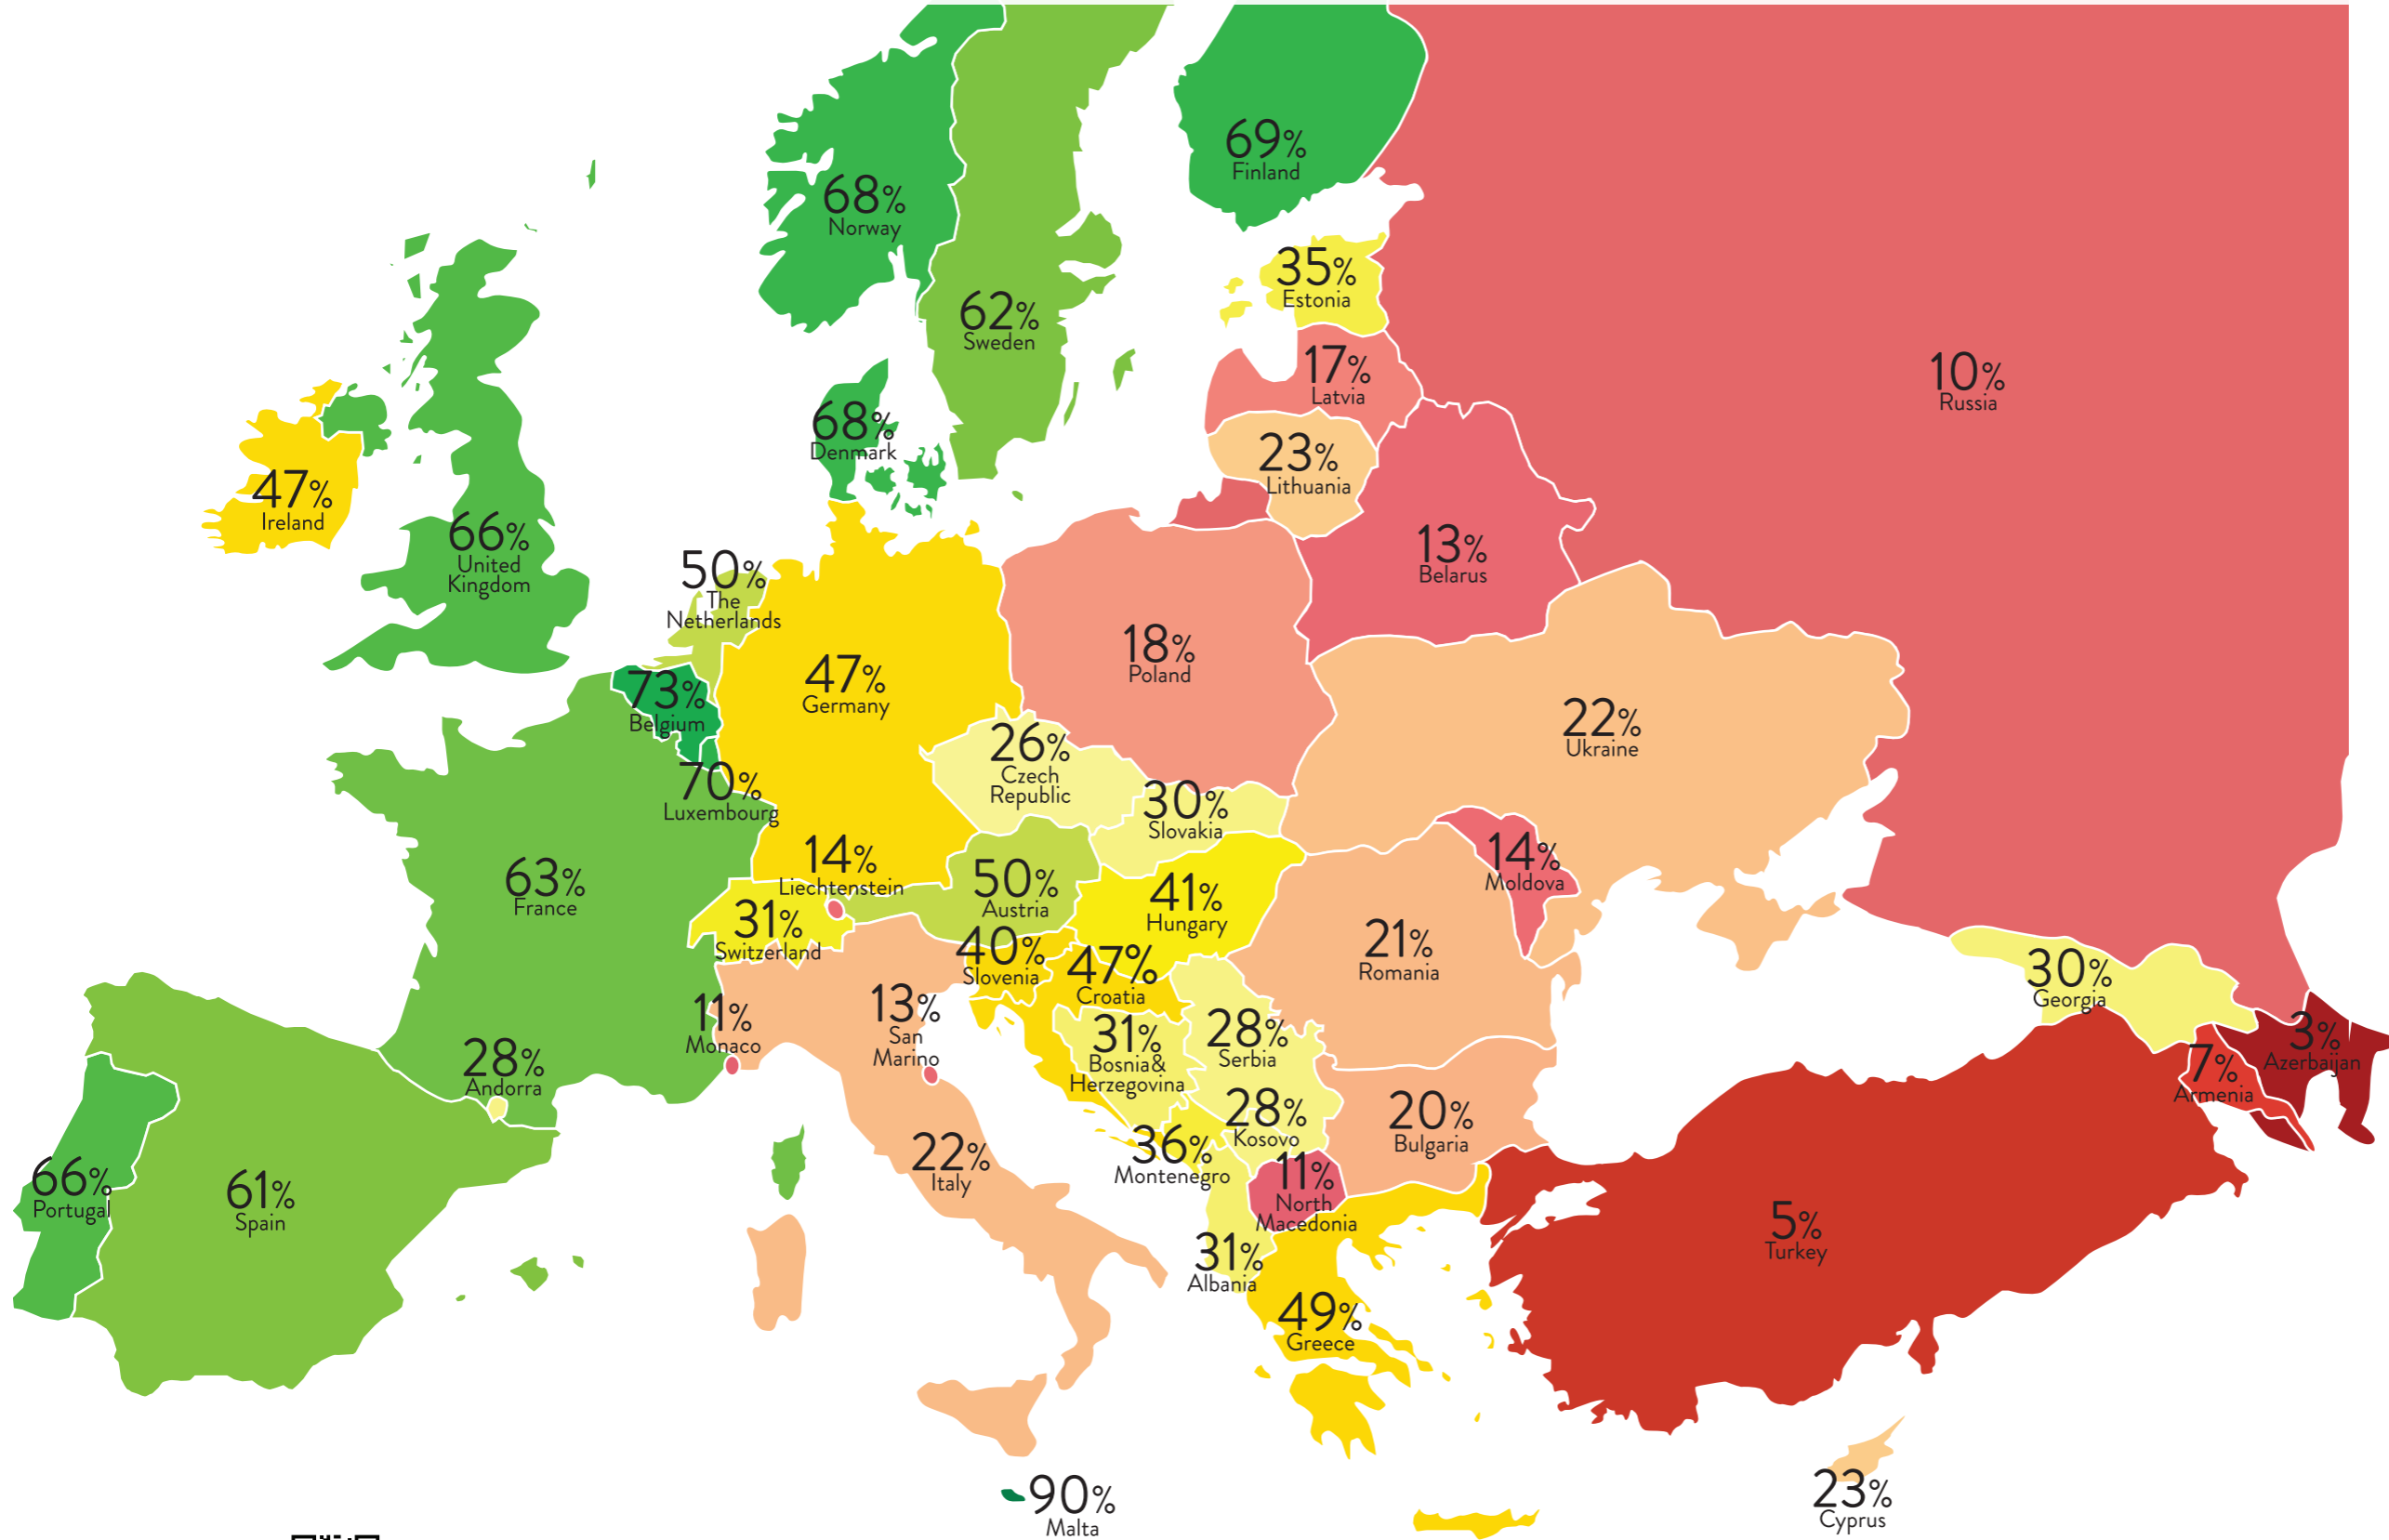 69%
Finland
68%
Norway
35%
Estonia
62%
Sweden
17%
Latvia
10%
Russia
68%
Denmark
23%
Lithuania
47%
Ireland
66%
United
Kingdom
13%
Belarus
50%
The
Netherlands
18%
Poland
47%
Germany
73%
Belgium
22%
Ukraine
26%
Czech
Republic
70%
Luxembourg
30%
Slovakia
14%
Liechtenstein
14%
Moldova
63%
France
50%
Austria
41%
Hungary
31%
Switzerland
40%
Slovenia
47%
Croatia
21%
Romania
30%
Georgia
11%
Monaco
13%
San
Marino
31%
Bosnia&
Herzegovina
28%
Serbia
3%
Azerbaijan
7%
Armenia
28%
Andorra
28%
Kosovo
20%
Bulgaria
36%
Montenegro
22%
Italy
11%
North
Macedonia
66%
Portugal
61%
Spain
5%
Turkey
31%
Albania
49%
Greece
90%
Malta
23%
Cyprus